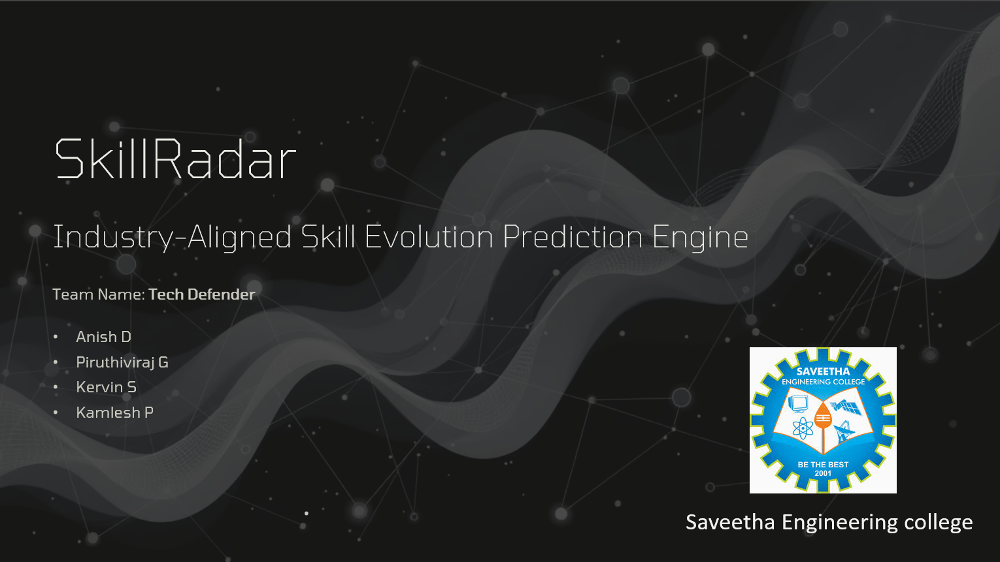 SkillRadar
Industry-Aligned Skill Evolution Prediction Engine
Team Name: Tech Defender
• Anish D
• Piruthiviraj G
• Kervin S
• Kamlesh P
SAVEETHA
ENGINEERING COLLEGE
BE THE BEST
2001
Saveetha Engineering college